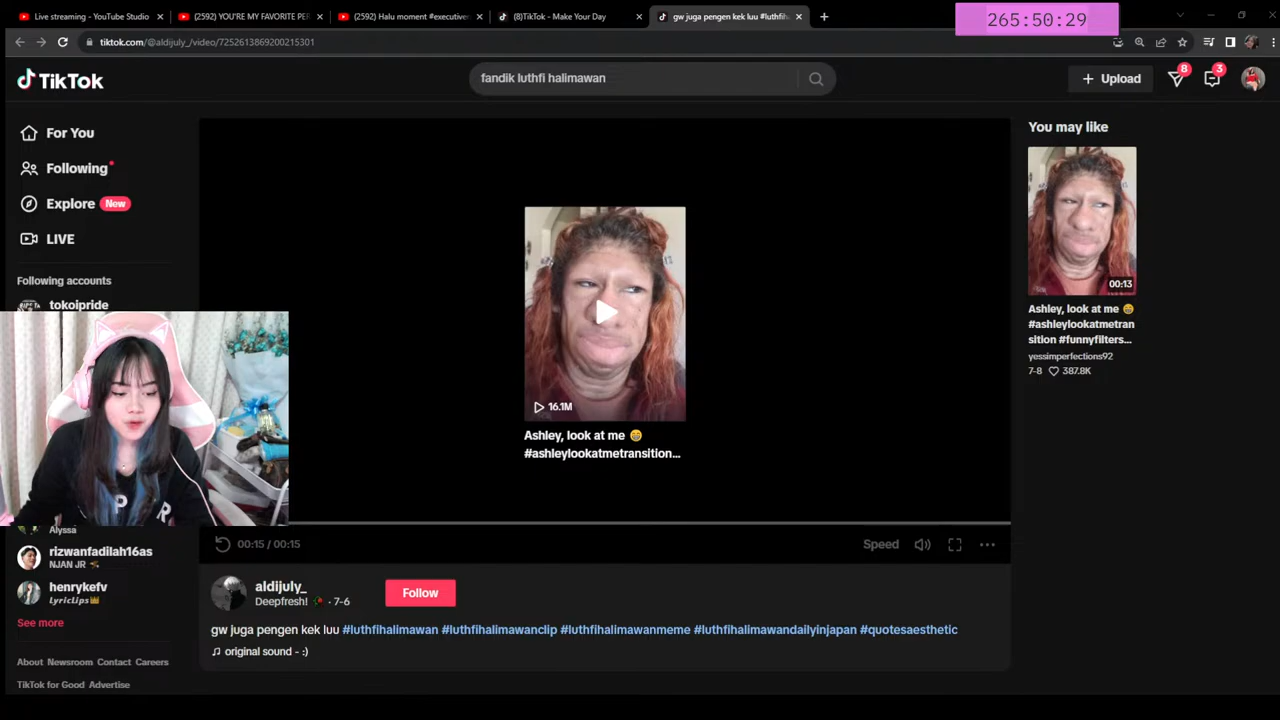 Live streaming - YouTube Studio
(2592) YOU'RE MY FAVORITE PE
(2592) Halu moment #executive
(8)TikTok - Make Your Day
gw juga pengen kek luu #luthfi
265:50:29
tiktok.com/@aldijuly_/video/7252613869200215301
TikTok
fandik luthfi halimawan
Upload
8
3
For You
Following
Explore New
LIVE
Following accounts
tokoipride
Alyssa
rizwanfadilah16as
NJAN JR
henrykefv
LyricLips
See more
About Newsroom Contact Careers
TikTok for Good Advertise
16.1M
Ashley, look at me 😁
#ashleylookatmetransition...
00:15 / 00:15
Speed
aldijuly_
Deepfresh! 🥀 · 7-6
Follow
gw juga pengen kek luu #luthfihalimawan #luthfihalimawanclip #luthfihalimawanmeme #luthfihalimawandailyinjapan #quotesaesthetic
♫ original sound - :)
You may like
00:13
Ashley, look at me 😁
#ashleylookatmetran
sition #funnyfilters...
yessimperfections92
7-8 ♡ 387.8K